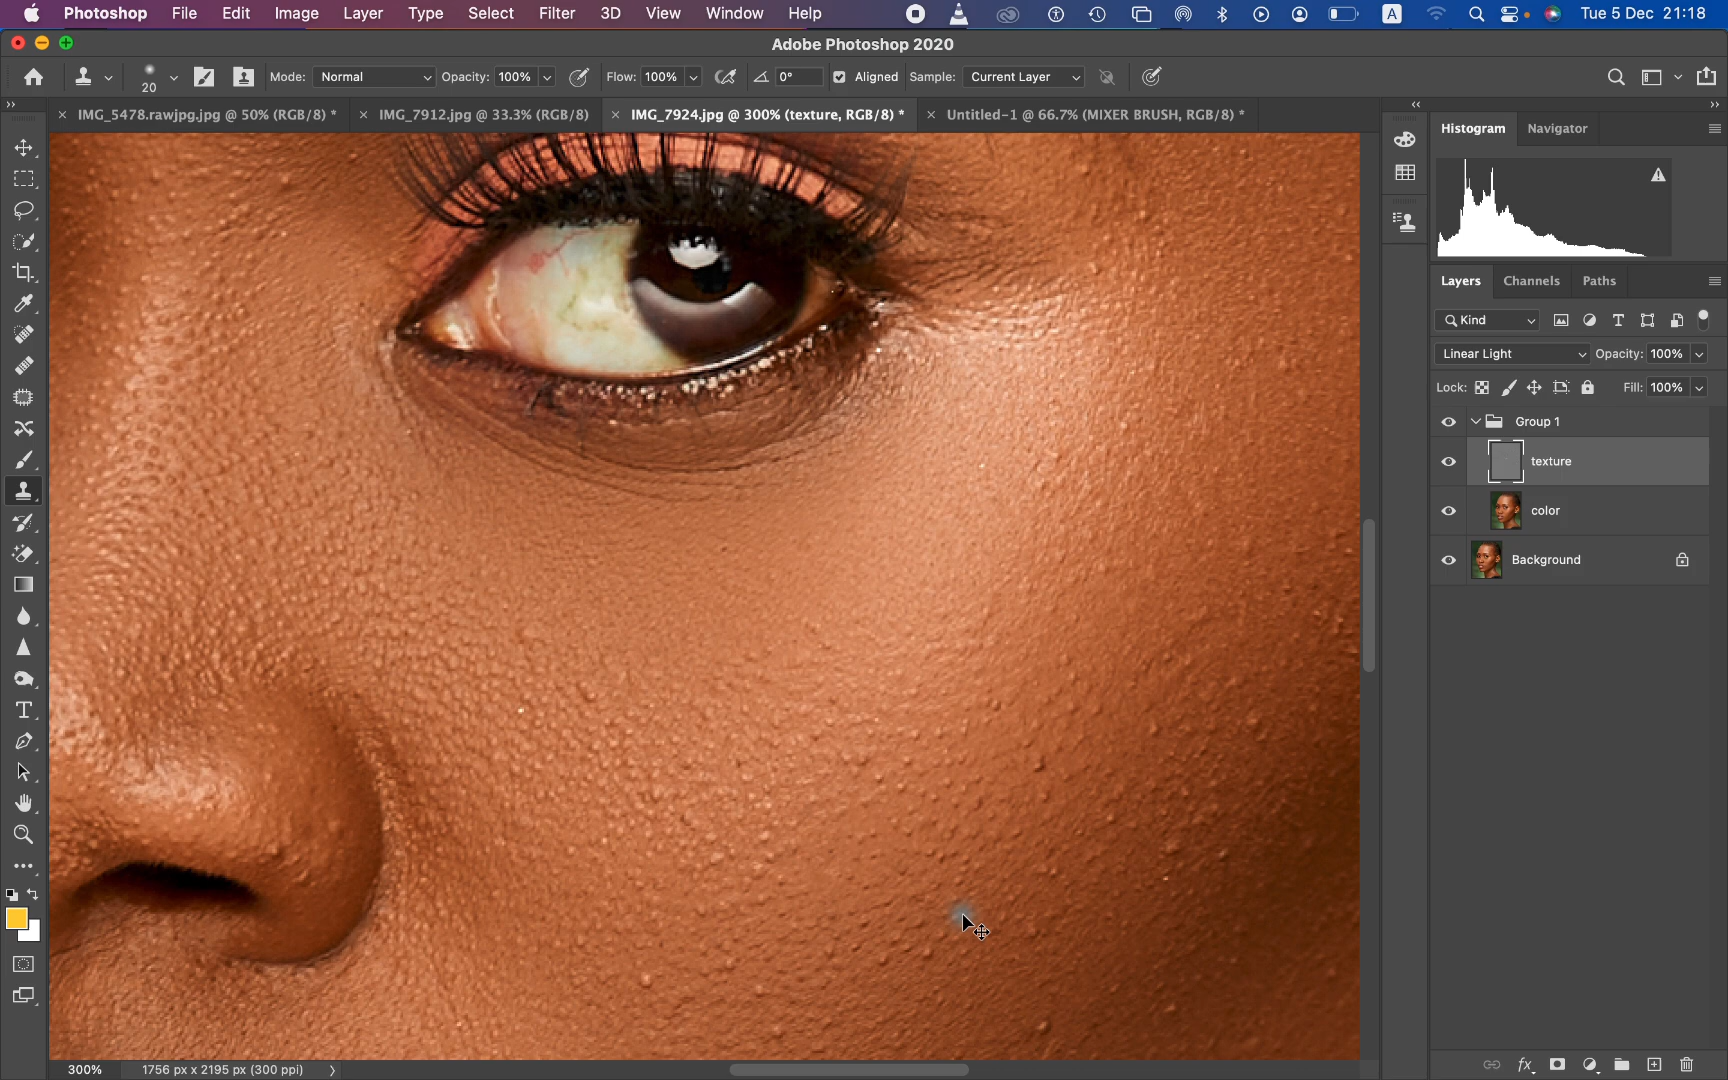 Photoshop File Edit Image Layer Type Select Filter 3D View Window Help A Tue 5 Dec 21:18
Adobe Photoshop 2020
20 Mode: Normal Opacity: 100% Flow: 100% 0° Aligned Sample: Current Layer
IMG_5478.rawjpg.jpg @ 50% (RGB/8) * IMG_7912.jpg @ 33.3% (RGB/8) IMG_7924.jpg @ 300% (texture, RGB/8) * Untitled-1 @ 66.7% (MIXER BRUSH, RGB/8) *
Histogram Navigator
Layers Channels Paths
Kind
Linear Light Opacity: 100%
Lock: Fill: 100%
Group 1
texture
color
Background
300% 1756 px x 2195 px (300 ppi)